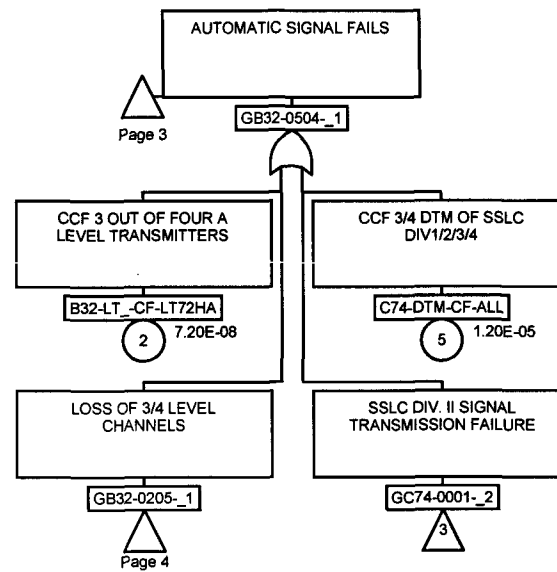 AUTOMATIC SIGNAL FAILS
Page 3
GB32-0504-_1
CCF 3 OUT OF FOUR A
LEVEL TRANSMITTERS
B32-LT_-CF-LT72HA
2
7.20E-08
CCF 3/4 DTM OF SSLC
DIV1/2/3/4
C74-DTM-CF-ALL
5
1.20E-05
LOSS OF 3/4 LEVEL
CHANNELS
GB32-0205-_1
Page 4
SSLC DIV. II SIGNAL
TRANSMISSION FAILURE
GC74-0001-_2
3